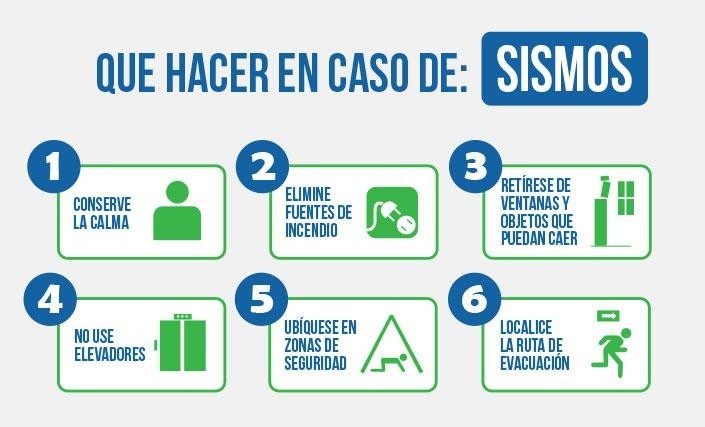 QUE HACER EN CASO DE: SISMOS
1
CONSERVE
LA CALMA
2
ELIMINE
FUENTES DE
INCENDIO
3
RETÍRESE DE
VENTANAS Y
OBJETOS QUE
PUEDAN CAER
4
NO USE
ELEVADORES
5
UBÍQUESE EN
ZONAS DE
SEGURIDAD
6
LOCALICE
LA RUTA DE
EVACUACIÓN